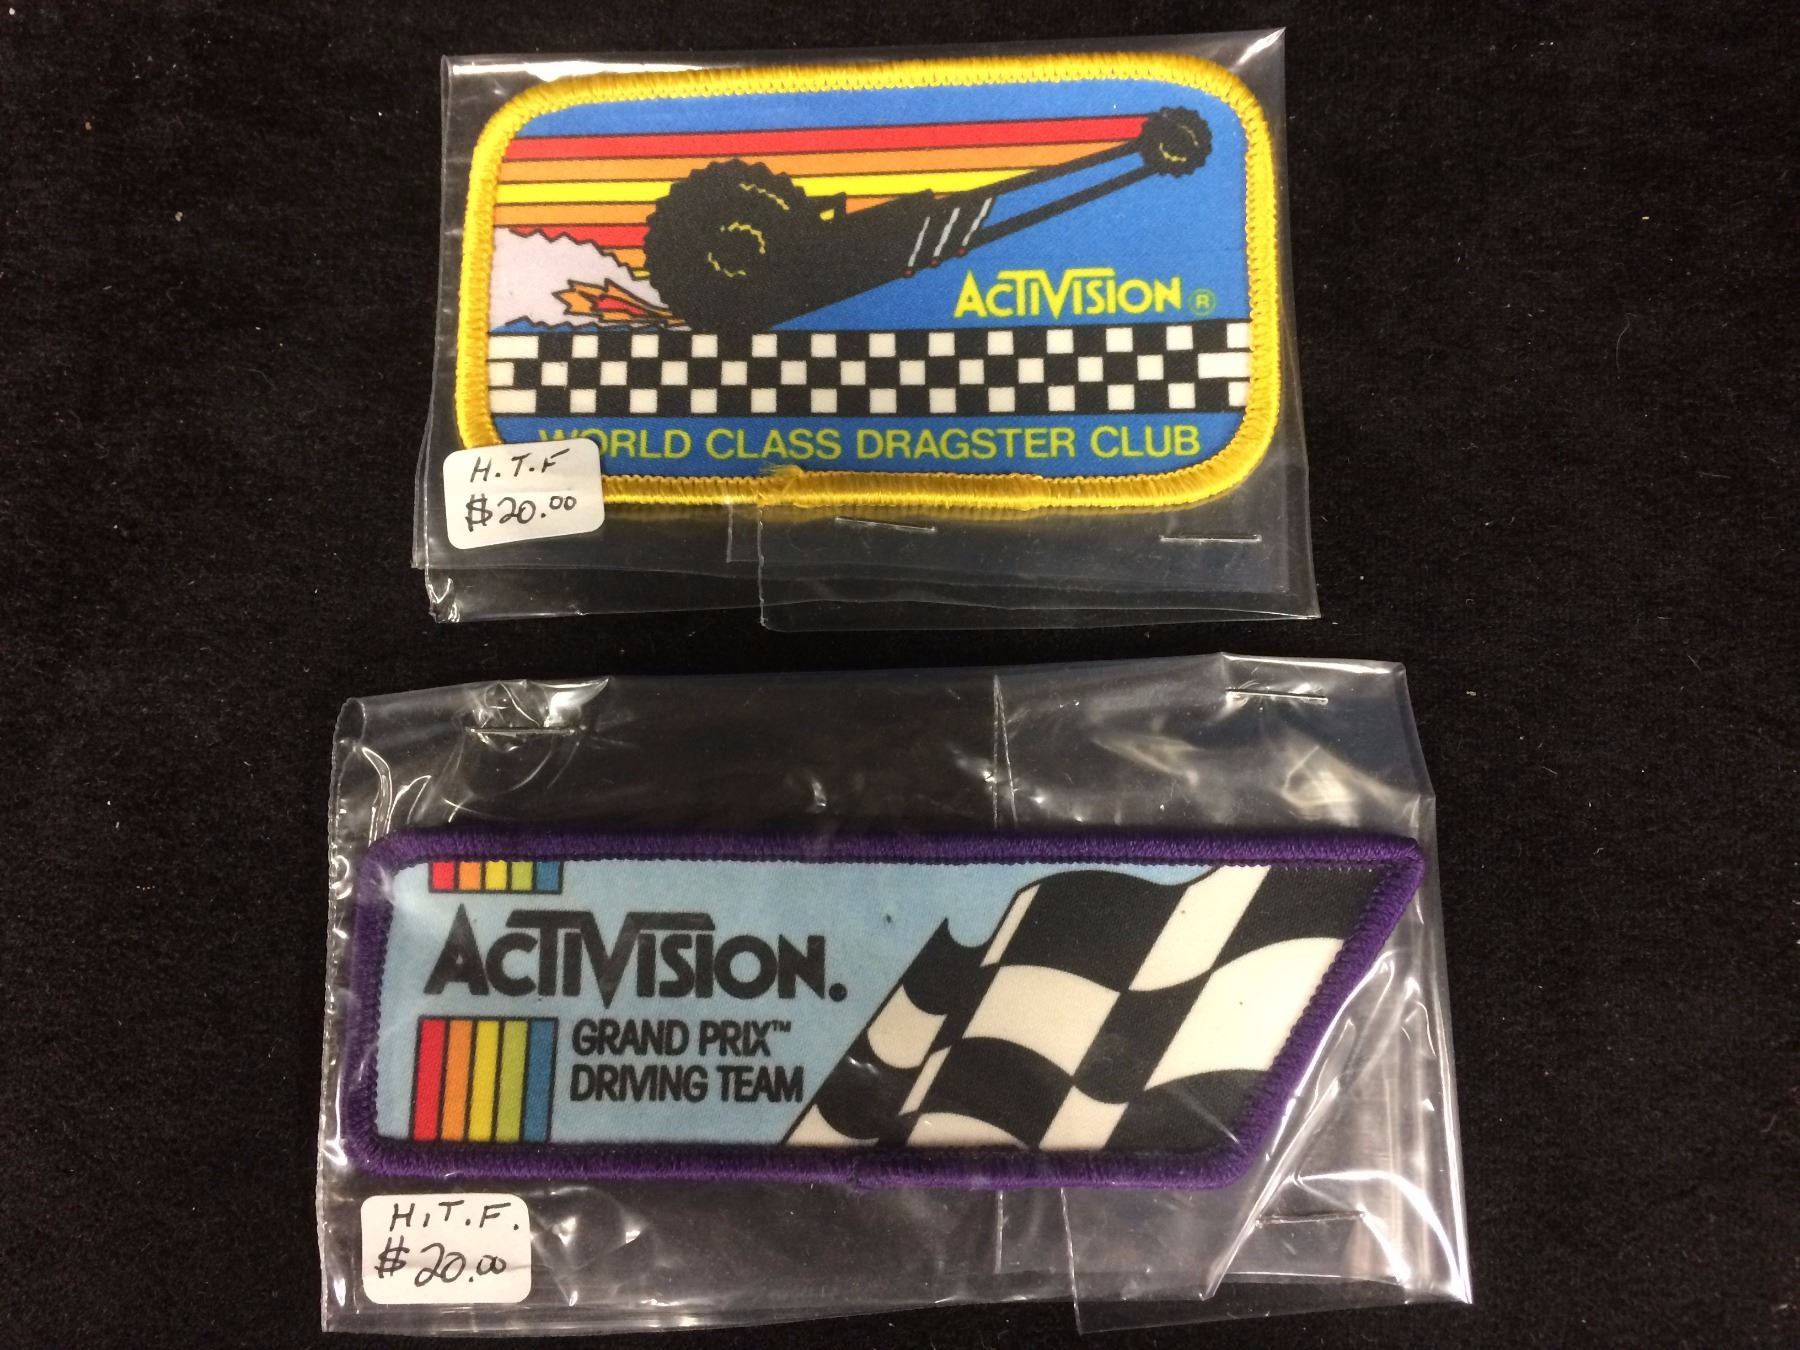 ACTIVISION ®
WORLD CLASS DRAGSTER CLUB
H.T.F
$20.00
ACTIVISION.
GRAND PRIX™
DRIVING TEAM
H.T.F.
$20.00